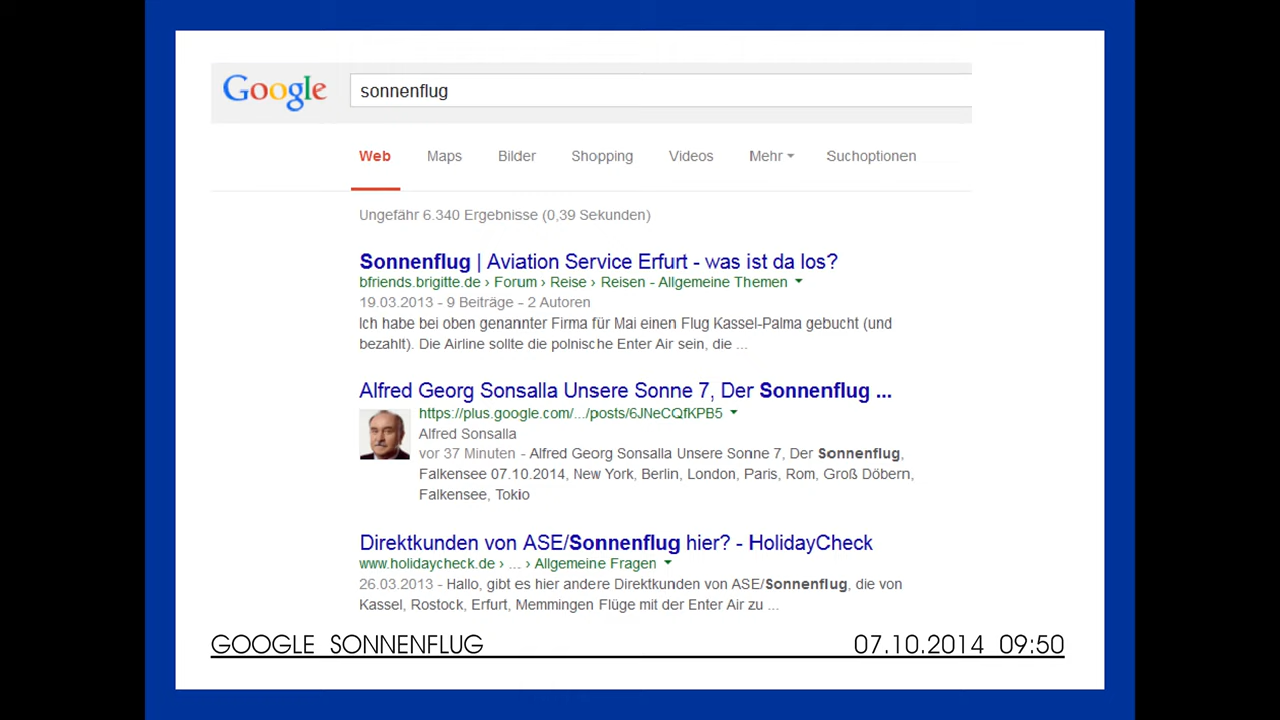 Google sonnenflug
Web Maps Bilder Shopping Videos Mehr Suchoptionen
Ungefähr 6.340 Ergebnisse (0,39 Sekunden)
Sonnenflug | Aviation Service Erfurt - was ist da los?
bfriends.brigitte.de › Forum › Reise › Reisen - Allgemeine Themen
19.03.2013 - 9 Beiträge - 2 Autoren
Ich habe bei oben genannter Firma für Mai einen Flug Kassel-Palma gebucht (und
bezahlt). Die Airline sollte die polnische Enter Air sein, die ...
Alfred Georg Sonsalla Unsere Sonne 7, Der Sonnenflug ...
https://plus.google.com/.../posts/6JNeCQfKPB5
Alfred Sonsalla
vor 37 Minuten - Alfred Georg Sonsalla Unsere Sonne 7, Der Sonnenflug,
Falkensee 07.10.2014, New York, Berlin, London, Paris, Rom, Groß Döbern,
Falkensee, Tokio
Direktkunden von ASE/Sonnenflug hier? - HolidayCheck
www.holidaycheck.de › ... › Allgemeine Fragen
26.03.2013 - Hallo, gibt es hier andere Direktkunden von ASE/Sonnenflug, die von
Kassel, Rostock, Erfurt, Memmingen Flüge mit der Enter Air zu ...
GOOGLE SONNENFLUG 07.10.2014 09:50